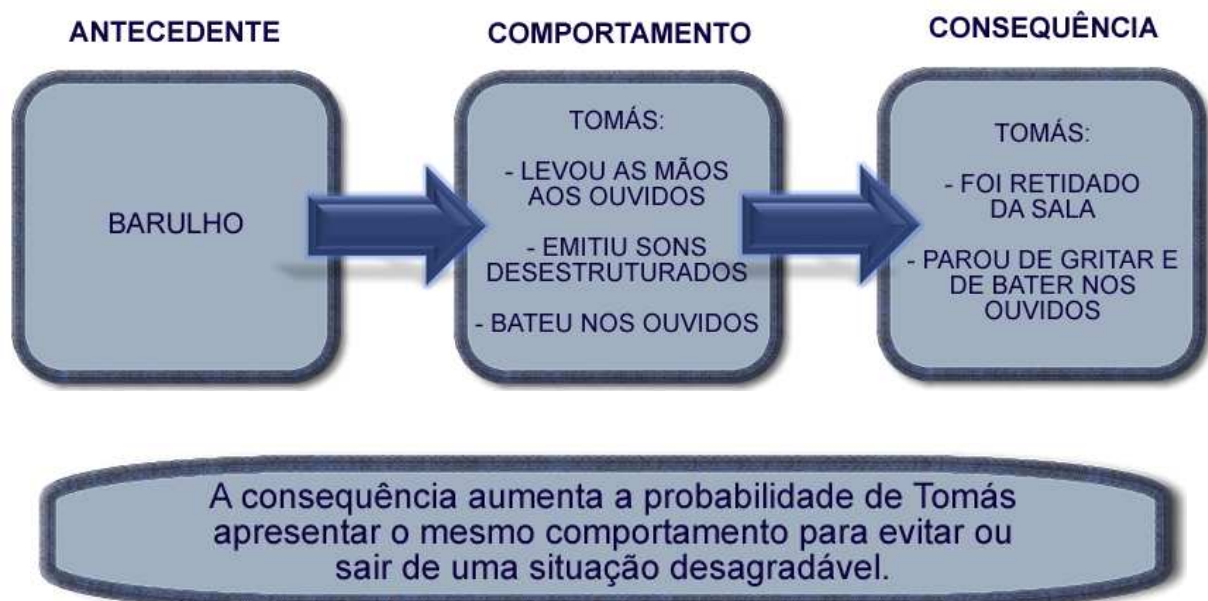 ANTECEDENTE
COMPORTAMENTO
CONSEQUÊNCIA
BARULHO
TOMÁS:
- LEVOU AS MÃOS
AOS OUVIDOS
- EMITIU SONS
DESESTRUTURADOS
- BATEU NOS OUVIDOS
TOMÁS:
- FOI RETIDADO
DA SALA
- PAROU DE GRITAR E
DE BATER NOS
OUVIDOS
A consequência aumenta a probabilidade de Tomás
apresentar o mesmo comportamento para evitar ou
sair de uma situação desagradável.